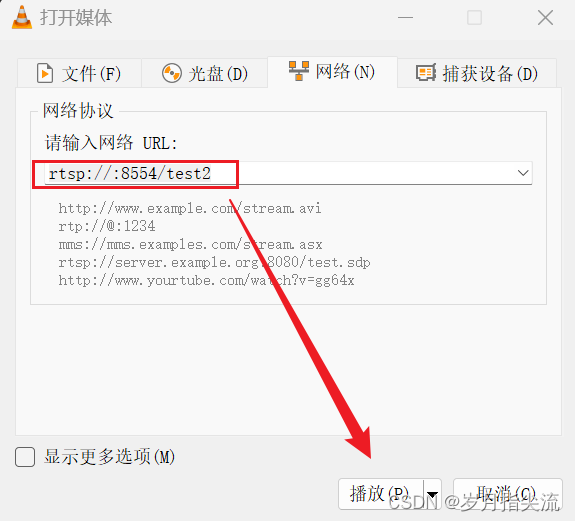 打开媒体
文件(F) 光盘(D) 网络(N) 捕获设备(D)
网络协议
请输入网络 URL:
rtsp://:8554/test2
http://www.example.com/stream.avi
rtp://@:1234
mms://mms.examples.com/stream.asx
rtsp://server.example.org:8080/test.sdp
http://www.yourtube.com/watch?v=gg64x
显示更多选项(M)
播放(P) 取消(C)
CSDN @岁月指尖流